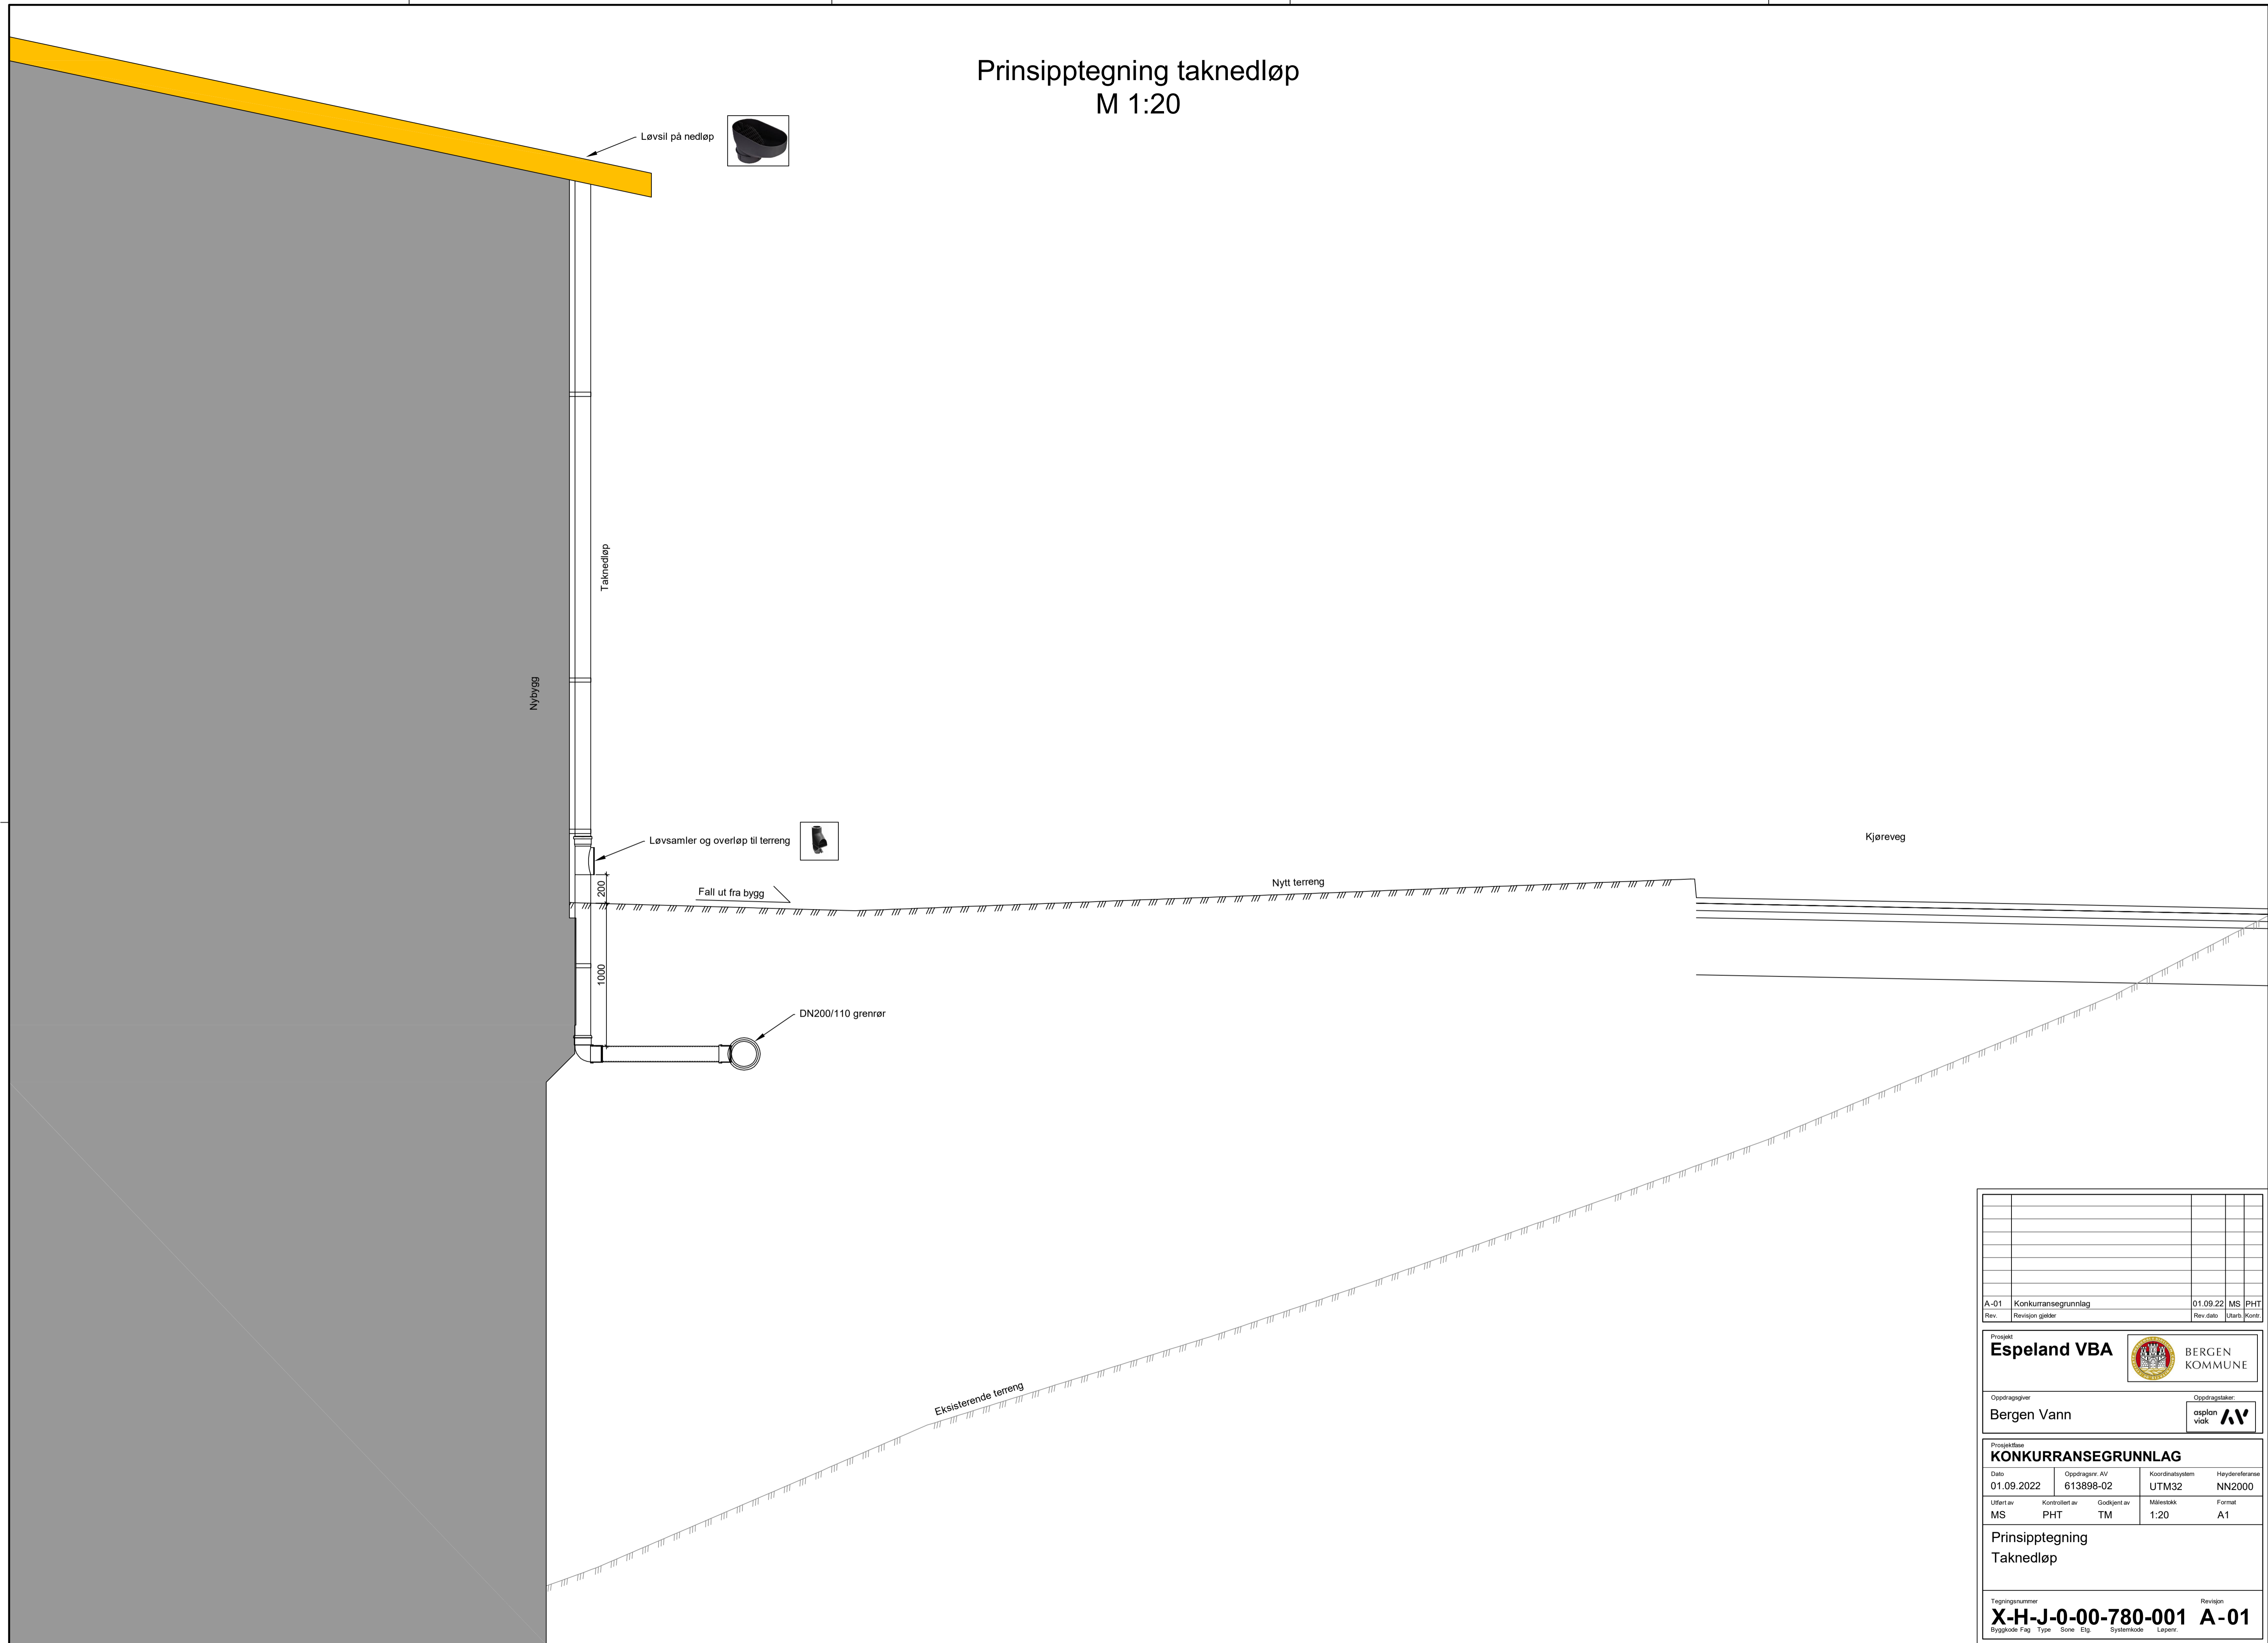 Prinsipptegning taknedløp
M 1:20
Løvsil på nedløp
Taknedløp
Nybygg
Løvsamler og overløp til terreng
Kjøreveg
200
Fall ut fra bygg
Nytt terreng
1000
DN200/110 grenrør
Eksisterende terreng
A-01 Konkurransegrunnlag 01.09.22 MS PHT
Rev. Revisjon gjelder Rev.dato Utarb. Kontr.
Prosjekt
Espeland VBA
BERGEN
KOMMUNE
Oppdragsgiver Oppdragstaker:
Bergen Vann
asplan
viak
Prosjektfase
KONKURRANSEGRUNNLAG
Dato Oppdragsnr. AV Koordinatsystem Høydereferanse
01.09.2022 613898-02 UTM32 NN2000
Utført av Kontrollert av Godkjent av Målestokk Format
MS PHT TM 1:20 A1
Prinsipptegning
Taknedløp
Tegningsnummer Revisjon
X-H-J-0-00-780-001 A-01
Byggkode Fag Type Sone Etg. Systemkode Løpenr.